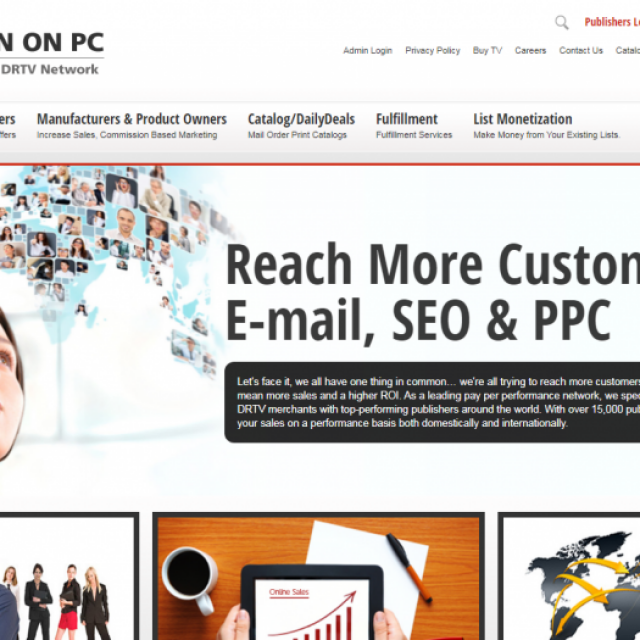 Publishers Lo
N ON PC
Admin Login Privacy Policy Buy TV Careers Contact Us Catalo
DRTV Network
ers Manufacturers & Product Owners Catalog/DailyDeals Fulfillment List Monetization
ffers Increase Sales, Commission Based Marketing Mail Order Print Catalogs Fulfillment Services Make Money from Your Existing Lists.
Reach More Custom
E-mail, SEO & PPC
Let's face it, we all have one thing in common… we're all trying to reach more customers
mean more sales and a higher ROI. As a leading pay per performance network, we spec
DRTV merchants with top-performing publishers around the world. With over 15,000 pub
your sales on a performance basis both domestically and internationally.
Online Sales